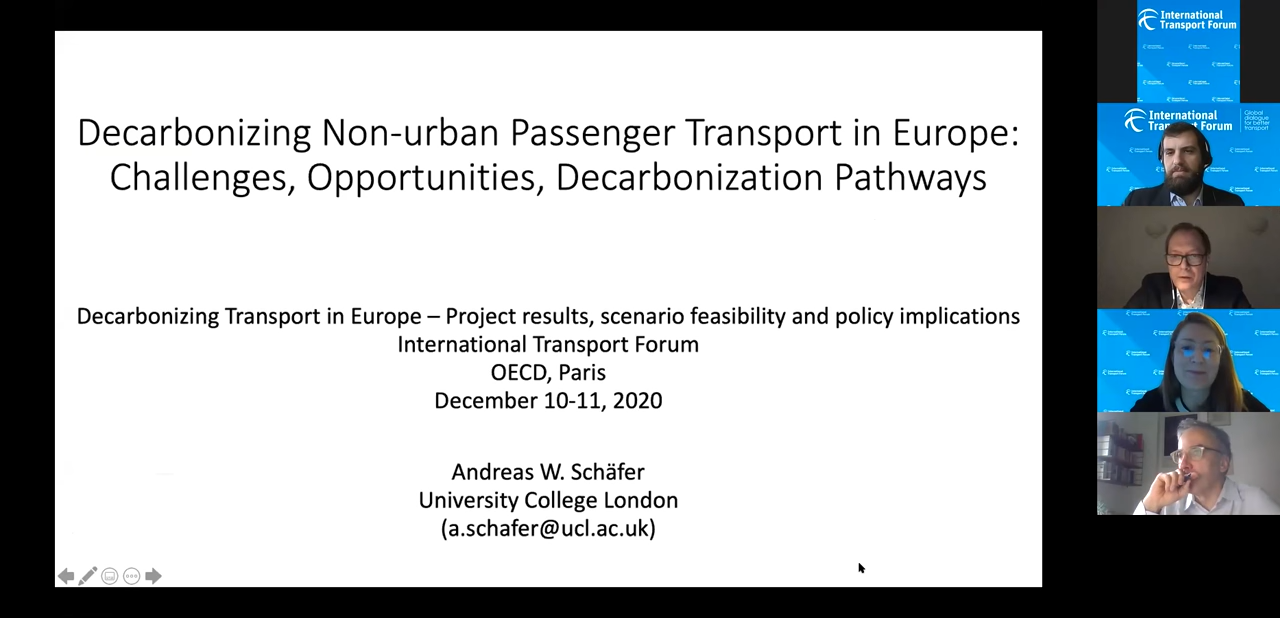 Decarbonizing Non-urban Passenger Transport in Europe:
Challenges, Opportunities, Decarbonization Pathways
Decarbonizing Transport in Europe – Project results, scenario feasibility and policy implications
International Transport Forum
OECD, Paris
December 10-11, 2020
Andreas W. Schäfer
University College London
(a.schafer@ucl.ac.uk)
International
Transport Forum
International
Forum
Global
dialogue
for better
transport